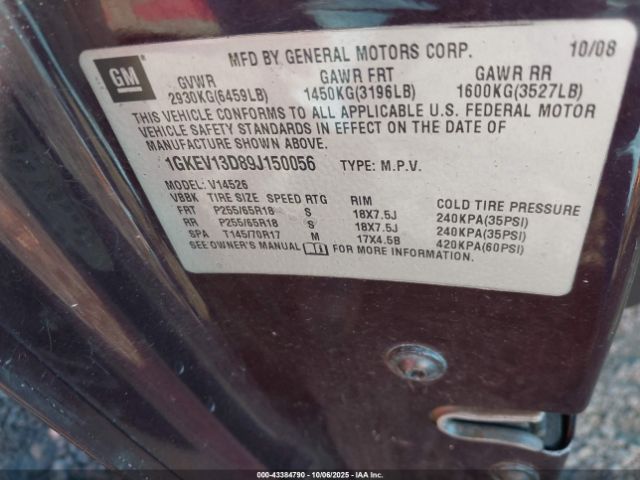 GM
MFD BY GENERAL MOTORS CORP. 10/08
GVWR GAWR FRT GAWR RR
2930KG(6459LB) 1450KG(3196LB) 1600KG(3527LB)
THIS VEHICLE CONFORMS TO ALL APPLICABLE U.S. FEDERAL MOTOR
VEHICLE SAFETY STANDARDS IN EFFECT ON THE DATE OF
MANUFACTURE SHOWN ABOVE.
1GKEV13D89J150056 TYPE: M.P.V.
MODEL: V14526
VBBK TIRE SIZE SPEED RTG RIM COLD TIRE PRESSURE
FRT P255/65R18 S 18X7.5J 240KPA(35PSI)
RR P255/65R18 S 18X7.5J 240KPA(35PSI)
SPA T145/70R17 M 17X4.5B 420KPA(60PSI)
SEE OWNER'S MANUAL FOR MORE INFORMATION.
000-43384790 | 10/06/2025 | IAAI.COM